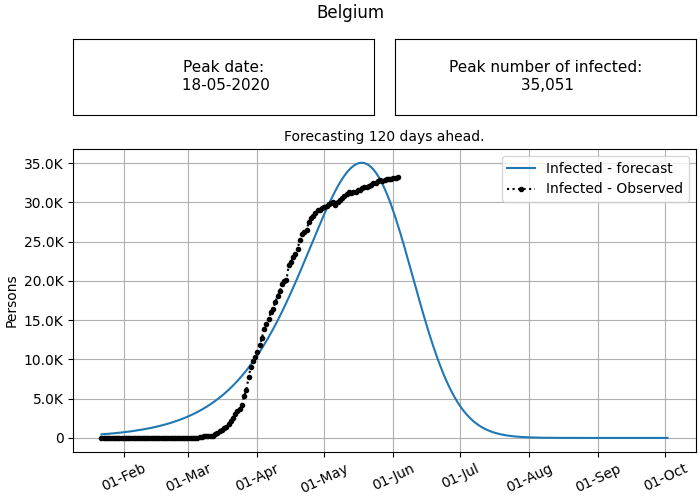 Belgium
Peak date:
18-05-2020
Peak number of infected:
35,051
Forecasting 120 days ahead.
Infected - forecast
Infected - Observed
Persons
35.0K
30.0K
25.0K
20.0K
15.0K
10.0K
5.0K
0
01-Feb
01-Mar
01-Apr
01-May
01-Jun
01-Jul
01-Aug
01-Sep
01-Oct